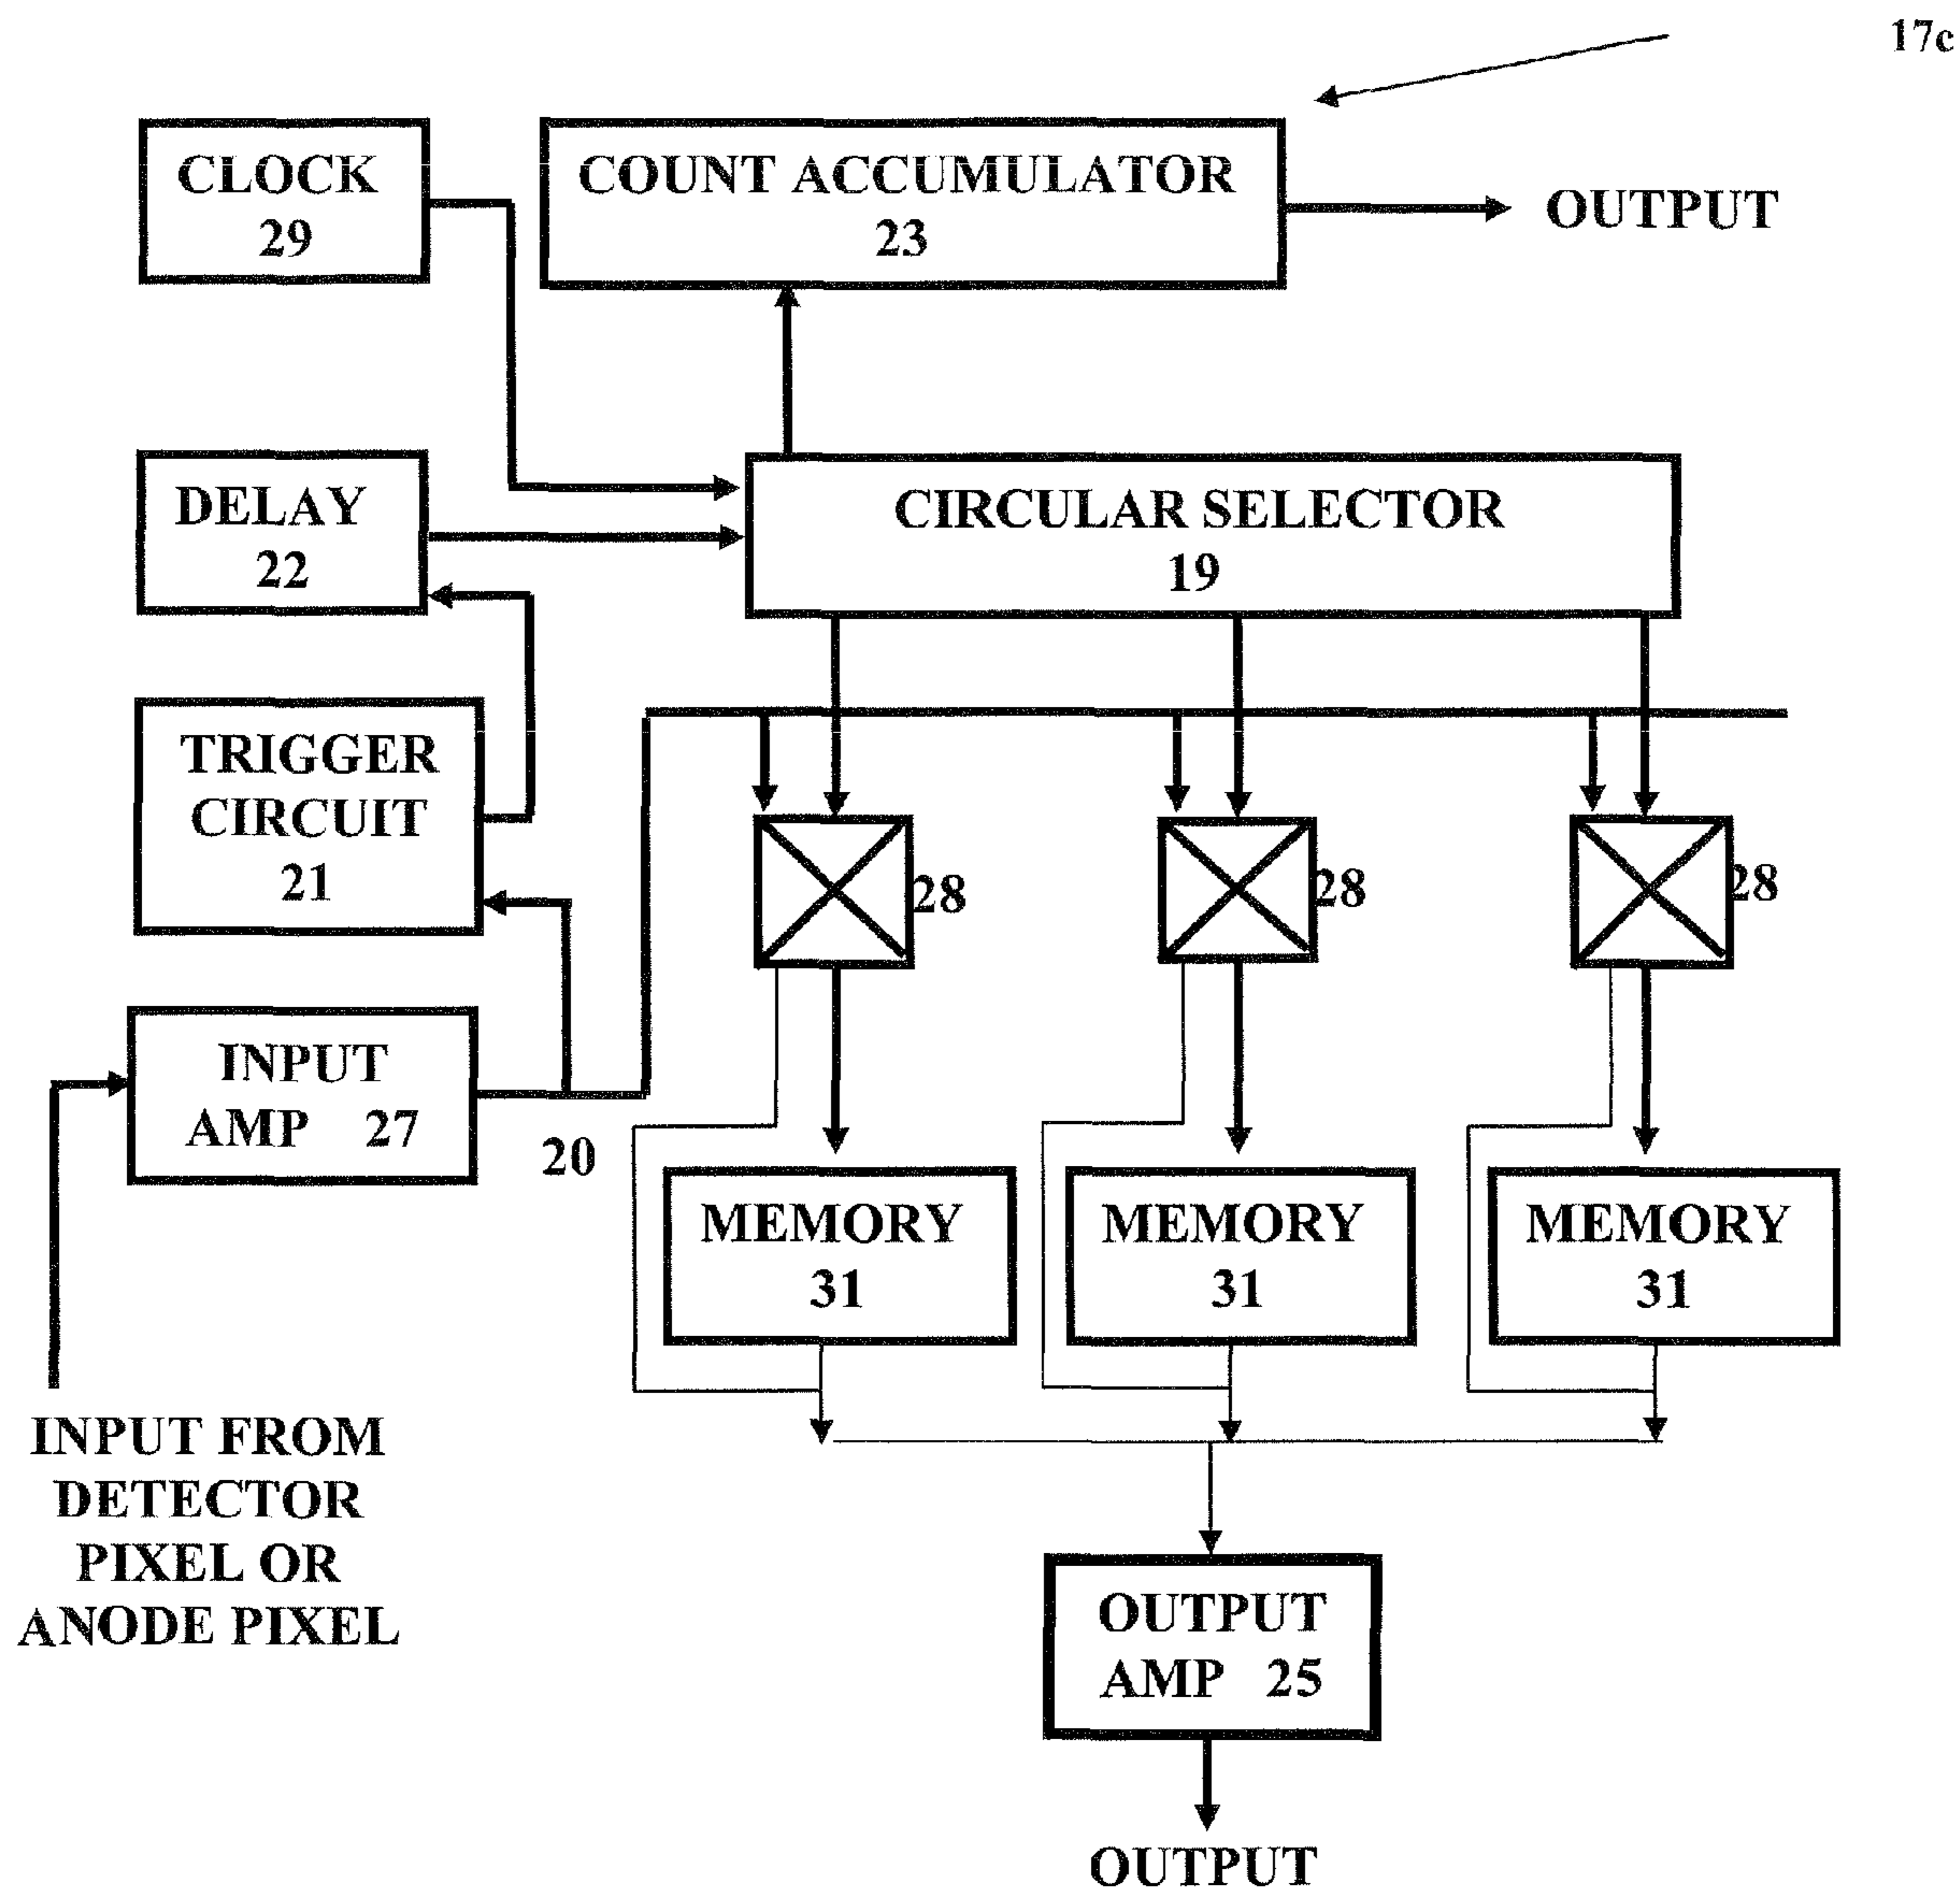 17c
CLOCK
29
COUNT ACCUMULATOR
23
OUTPUT
DELAY
22
CIRCULAR SELECTOR
19
TRIGGER
CIRCUIT
21
28
28
28
INPUT
AMP 27
20
MEMORY
31
MEMORY
31
MEMORY
31
INPUT FROM
DETECTOR
PIXEL OR
ANODE PIXEL
OUTPUT
AMP 25
OUTPUT